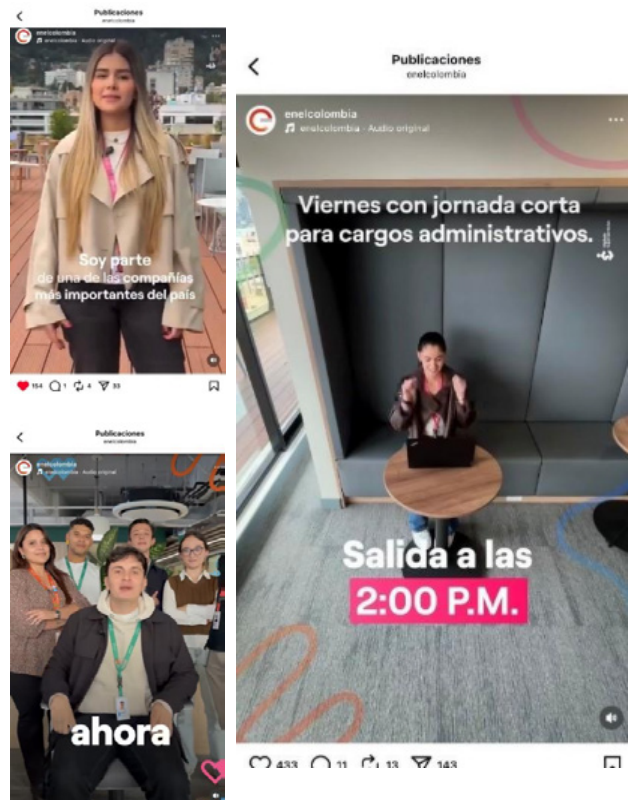 Publicaciones
enelcolombia
enelcolombia
enelcolombia · Audio original
Soy parte
de una de las compañías
más importantes del país
154 1 4 33
Publicaciones
enelcolombia
enelcolombia
enelcolombia · Audio original
ahora
Publicaciones
enelcolombia
enelcolombia
enelcolombia · Audio original
Viernes con jornada corta
para cargos administrativos.
Salida a las
2:00 P.M.
433 11 13 143